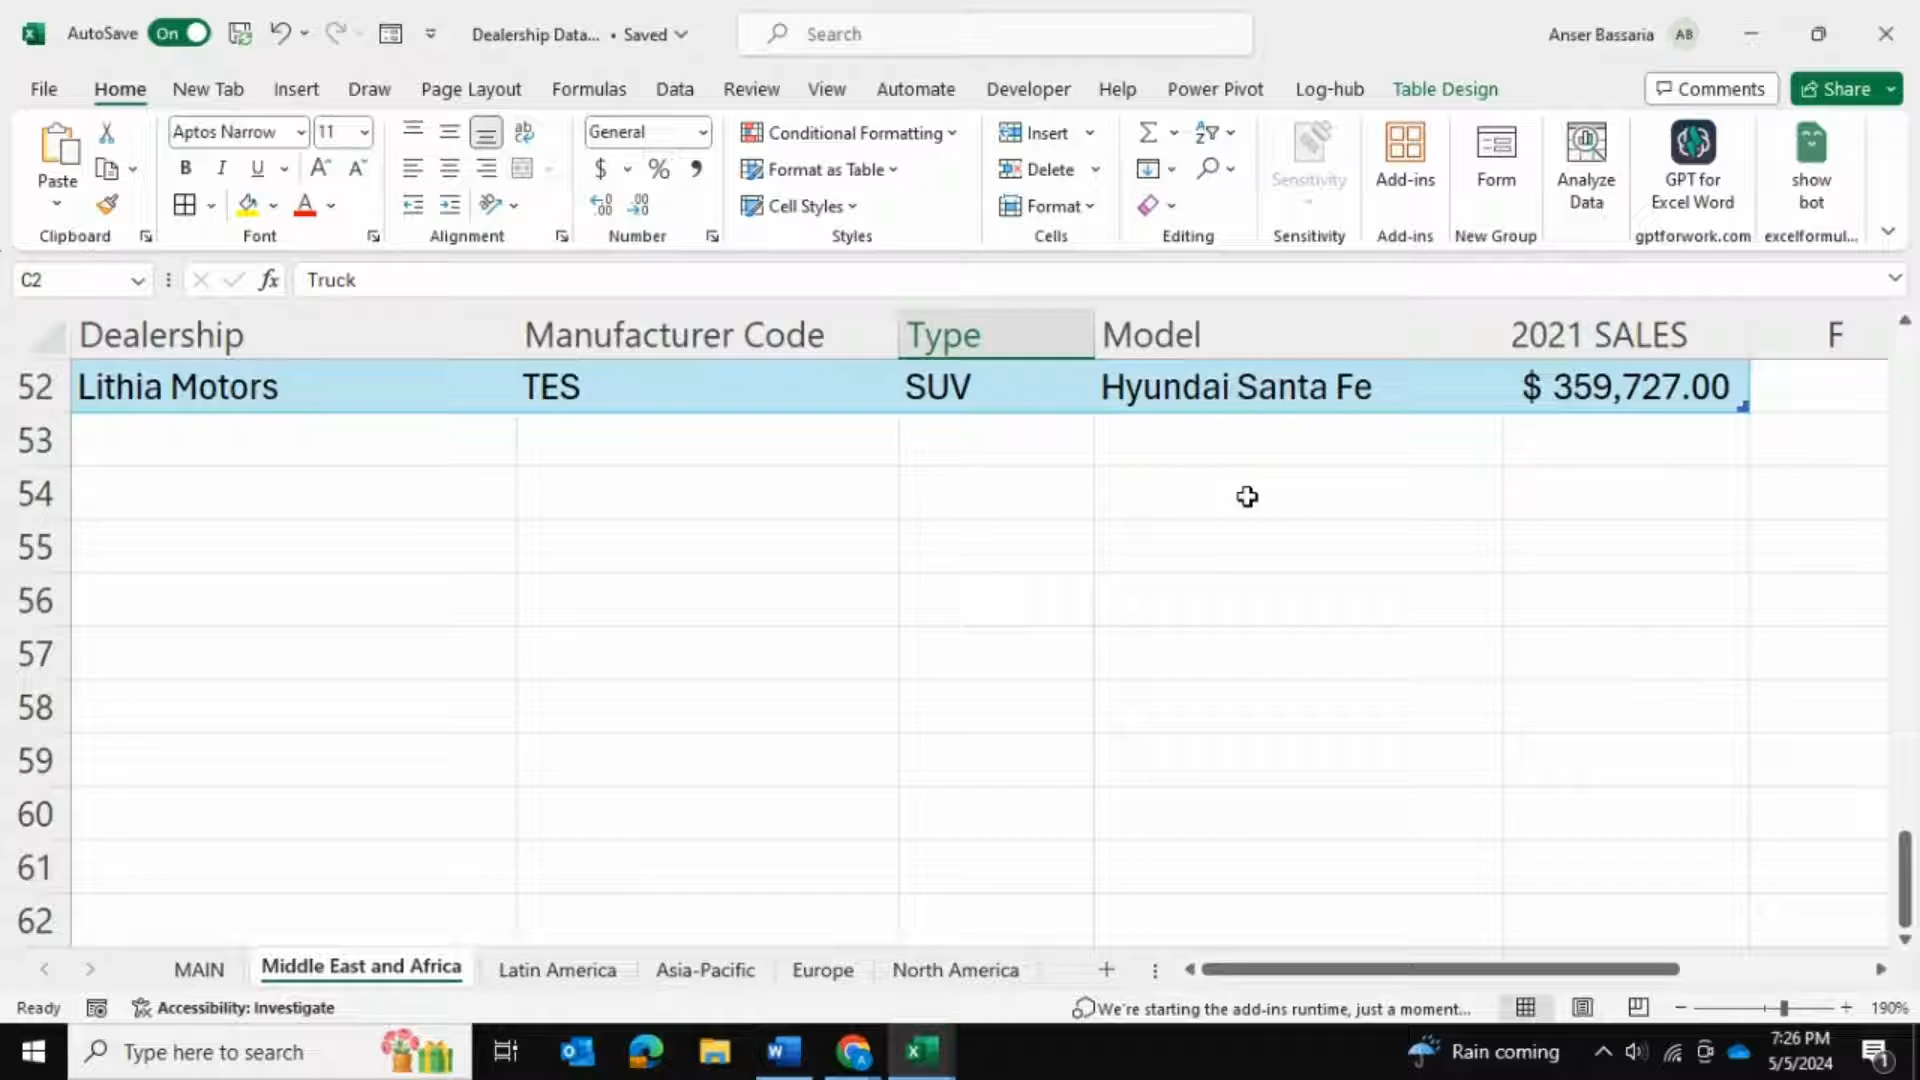 AutoSave On Dealership Data... • Saved Search Anser Bassaria AB
File Home New Tab Insert Draw Page Layout Formulas Data Review View Automate Developer Help Power Pivot Log-hub Table Design Comments Share
Paste Aptos Narrow 11 General Conditional Formatting Format as Table Cell Styles Insert Delete Format Sensitivity Add-ins Form Analyze Data GPT for Excel Word show bot
Clipboard Font Alignment Number Styles Cells Editing Sensitivity Add-ins New Group gptforwork.com excelformul...
C2 fx Truck
Dealership Manufacturer Code Type Model 2021 SALES F
52 Lithia Motors TES SUV Hyundai Santa Fe $ 359,727.00
53
54
55
56
57
58
59
60
61
62
MAIN Middle East and Africa Latin America Asia-Pacific Europe North America
Ready Accessibility: Investigate We're starting the add-ins runtime, just a moment... 190%
Type here to search Rain coming 7:26 PM
5/5/2024 1